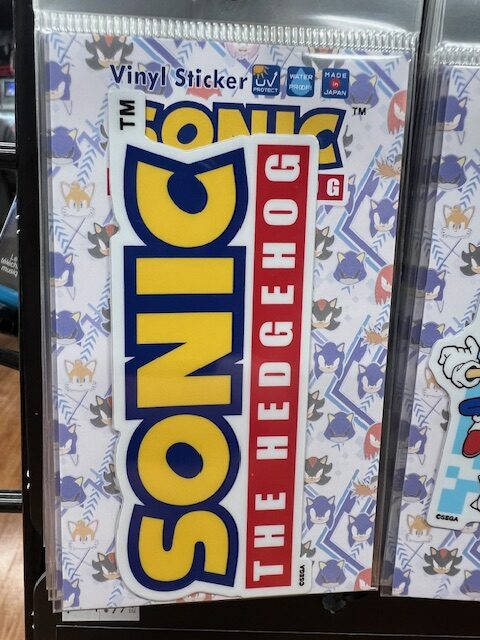 Vinyl Sticker
UV
PROTECT
WATER
PROOF!
MADE
in
JAPAN
SONIC
TM
G
TM
SONIC
THE HEDGEHOG
©SEGA
©SEGA